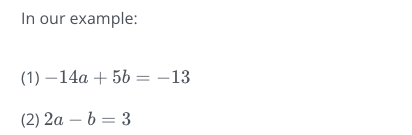 In our example:
(1) −14a + 5b = −13
(2) 2a − b = 3